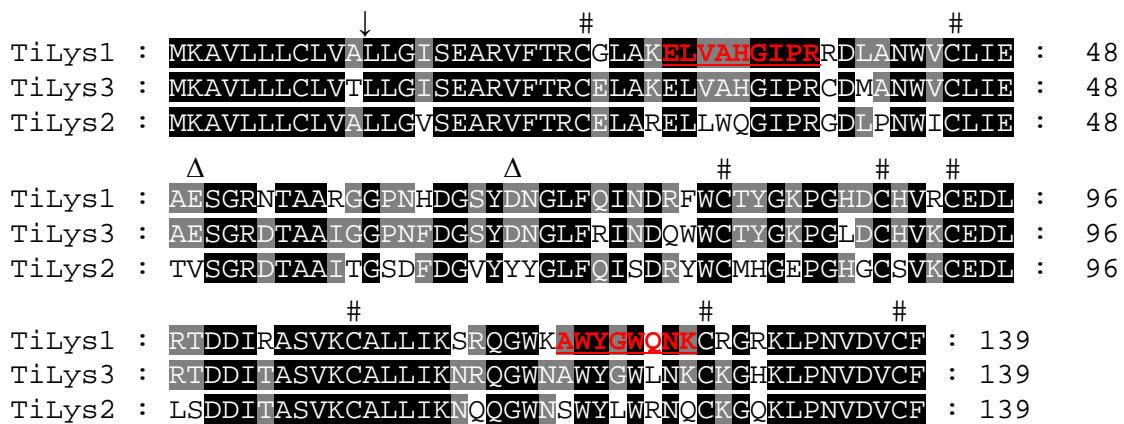 ↓ # #
TiLys1 : MKAVLLLCLVALLGISEARVFTRCGLAKELVAHGIPRRDLANWVCLIE : 48
TiLys3 : MKAVLLLCLVTLLGISEARVFTRCELAKELVAHGIPRCDMANWVCLIE : 48
TiLys2 : MKAVLLLCLVALLGVSEARVFTRCELARELLWQGIPRGDLPNWICLIE : 48
Δ Δ # # #
TiLys1 : AESGRNTAARGGPNHDGSYDNGLFQINDRFWCTYGKPGHDCHVRCEDL : 96
TiLys3 : AESGRDTAAIGGPNFDGSYDNGLFRINDQWWCTYGKPGLDCHVKCEDL : 96
TiLys2 : TVSGRDTAAITGSDFDGVYYYGLFQISDRYWCMHGEPGHGCSVKCEDL : 96
# # #
TiLys1 : RTDDIRASVKCALLIKSRQGWKAWYGWQNKCRGRKLPNVDVCF : 139
TiLys3 : RTDDITASVKCALLIKNRQGWNAWYGWLNKCKGHKLPNVDVCF : 139
TiLys2 : LSDDITASVKCALLIKNQQGWNSWYLWRNQCKGQKLPNVDVCF : 139